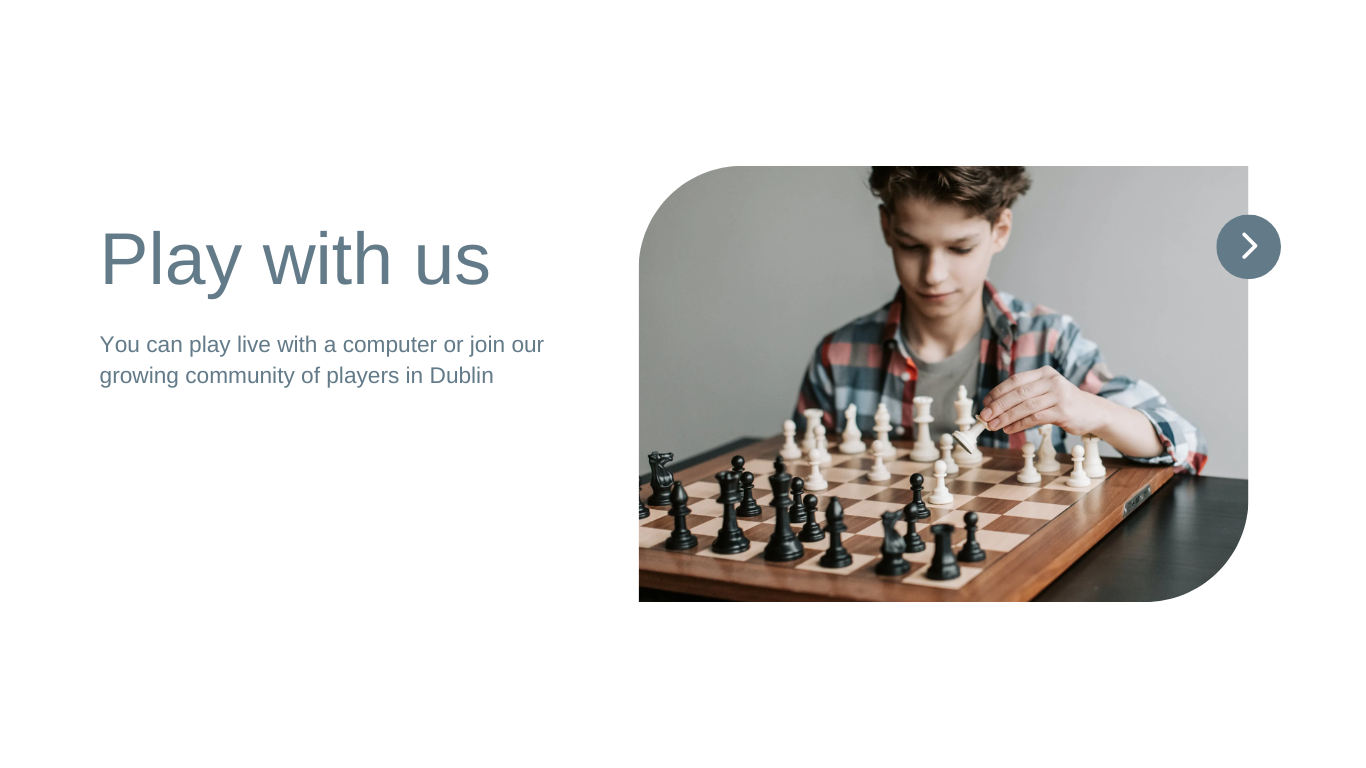 Play with us
You can play live with a computer or join our
growing community of players in Dublin